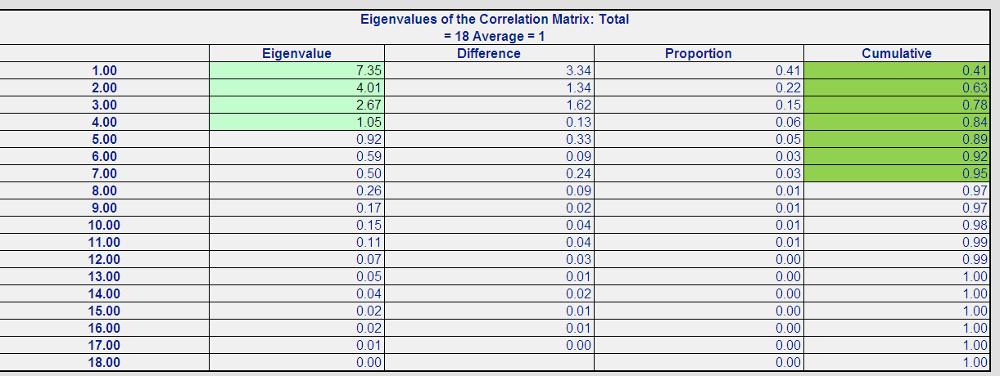 Eigenvalues of the Correlation Matrix: Total
= 18 Average = 1
Eigenvalue Difference Proportion Cumulative
1.00 7.35 3.34 0.41 0.41
2.00 4.01 1.34 0.22 0.63
3.00 2.67 1.62 0.15 0.78
4.00 1.05 0.13 0.06 0.84
5.00 0.92 0.33 0.05 0.89
6.00 0.59 0.09 0.03 0.92
7.00 0.50 0.24 0.03 0.95
8.00 0.26 0.09 0.01 0.97
9.00 0.17 0.02 0.01 0.97
10.00 0.15 0.04 0.01 0.98
11.00 0.11 0.04 0.01 0.99
12.00 0.07 0.03 0.00 0.99
13.00 0.05 0.01 0.00 1.00
14.00 0.04 0.02 0.00 1.00
15.00 0.02 0.01 0.00 1.00
16.00 0.02 0.01 0.00 1.00
17.00 0.01 0.00 0.00 1.00
18.00 0.00 0.00 1.00